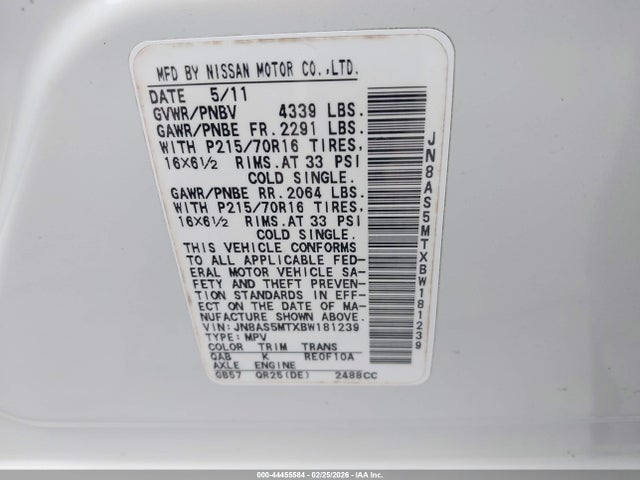 MFD BY NISSAN MOTOR CO.,LTD.
DATE 5/11
GVWR/PNBV 4339 LBS.
GAWR/PNBE FR. 2291 LBS.
WITH P215/70R16 TIRES,
16X6½ RIMS.AT 33 PSI
COLD SINGLE.
GAWR/PNBE RR. 2064 LBS.
WITH P215/70R16 TIRES,
16X6½ RIMS.AT 33 PSI
COLD SINGLE.
THIS VEHICLE CONFORMS
TO ALL APPLICABLE FED-
ERAL MOTOR VEHICLE SA-
FETY AND THEFT PREVEN-
TION STANDARDS IN EFF-
ECT ON THE DATE OF MA-
NUFACTURE SHOWN ABOVE.
VIN: JN8AS5MTXBW181239
TYPE: MPV
COLOR TRIM TRANS
QAB K RE0F10A
AXLE ENGINE
GB57 QR25(DE) 2488CC
JN8AS5MTXBW181239
000-44455584 - 02/25/2026 - IAAI, Inc.